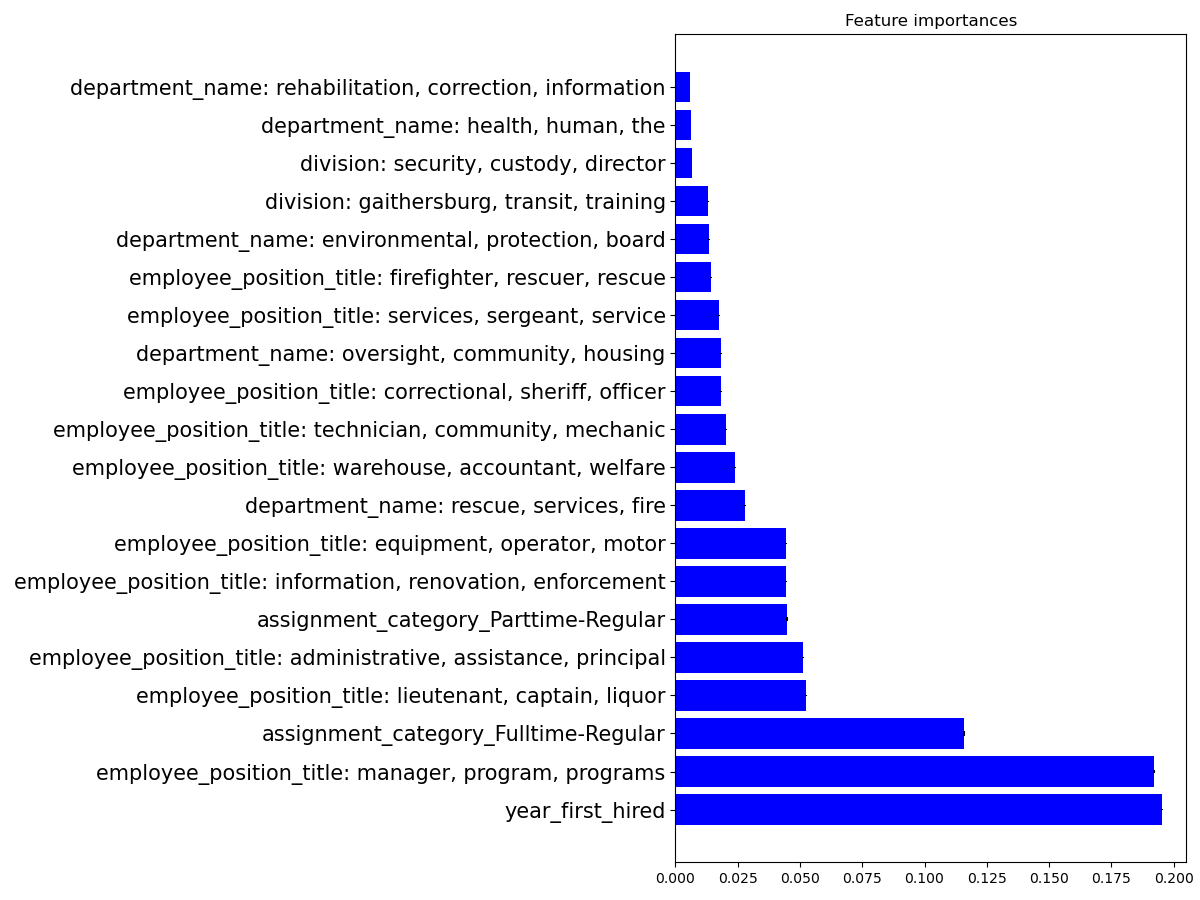 Feature importances
department_name: rehabilitation, correction, information
department_name: health, human, the
division: security, custody, director
division: gaithersburg, transit, training
department_name: environmental, protection, board
employee_position_title: firefighter, rescuer, rescue
employee_position_title: services, sergeant, service
department_name: oversight, community, housing
employee_position_title: correctional, sheriff, officer
employee_position_title: technician, community, mechanic
employee_position_title: warehouse, accountant, welfare
department_name: rescue, services, fire
employee_position_title: equipment, operator, motor
employee_position_title: information, renovation, enforcement
assignment_category_Parttime-Regular
employee_position_title: administrative, assistance, principal
employee_position_title: lieutenant, captain, liquor
assignment_category_Fulltime-Regular
employee_position_title: manager, program, programs
year_first_hired
0.000 0.025 0.050 0.075 0.100 0.125 0.150 0.175 0.200